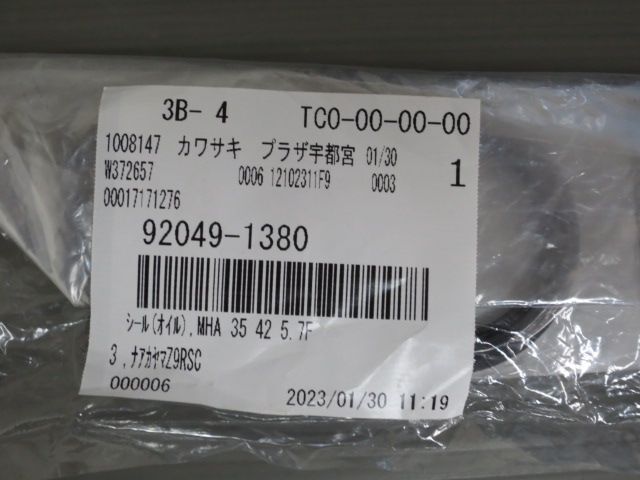 3B- 4 TCO-00-00-00
1008147 カワサキ プラザ宇都宮 01/30
W372657 0006 12102311F9 0003 1
00017171276
92049-1380
シール(オイル),MHA 35 42 5.7F
3 ,ナアカヤマZ9RSC
000006 2023/01/30 11:19